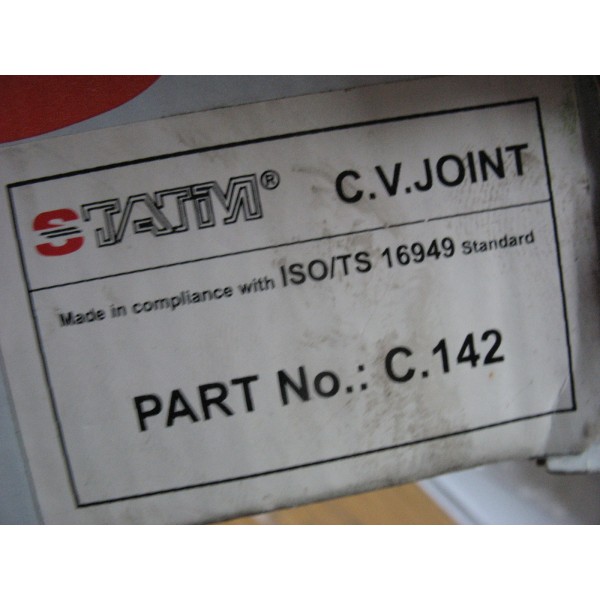 STATIM®
C.V.JOINT
Made in compliance with ISO/TS 16949 Standard
PART No.: C.142